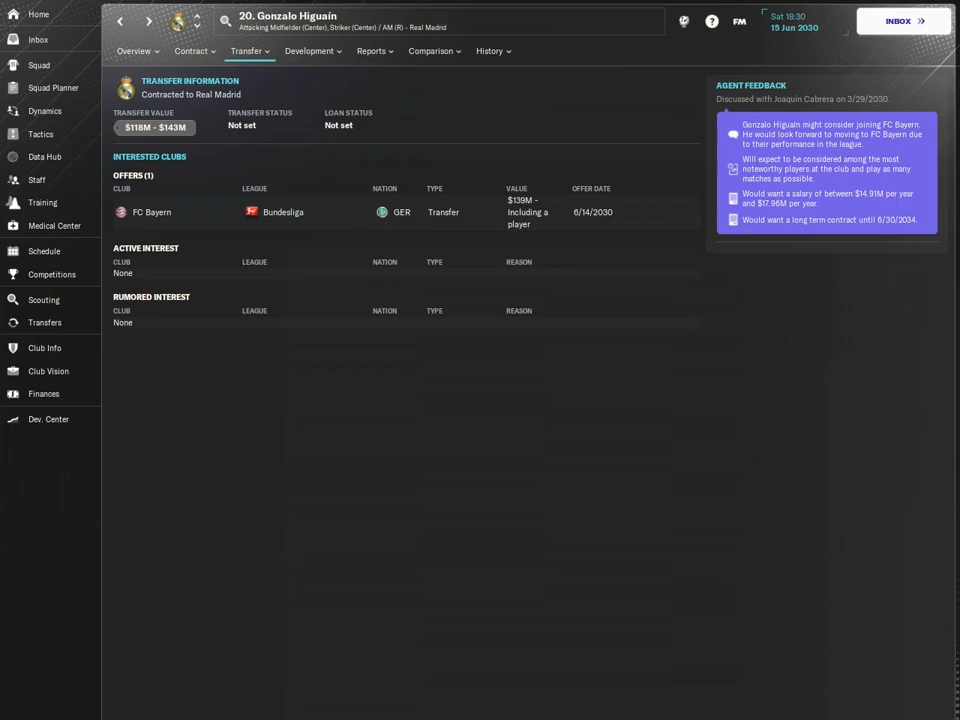 Home
Inbox
Squad
Squad Planner
Dynamics
Tactics
Data Hub
Staff
Training
Medical Center
Schedule
Competitions
Scouting
Transfers
Club Info
Club Vision
Finances
Dev. Center
20. Gonzalo Higuaín
Attacking Midfielder (Center), Striker (Center) / AM (R) - Real Madrid
?
FM
Sat 18:30
15 Jun 2030
INBOX
Overview
Contract
Transfer
Development
Reports
Comparison
History
TRANSFER INFORMATION
Contracted to Real Madrid
TRANSFER VALUE TRANSFER STATUS LOAN STATUS
$118M - $143M Not set Not set
INTERESTED CLUBS
OFFERS (1)
CLUB LEAGUE NATION TYPE VALUE OFFER DATE
FC Bayern Bundesliga GER Transfer $139M -
Including a
player
6/14/2030
ACTIVE INTEREST
CLUB LEAGUE NATION TYPE REASON
None
RUMORED INTEREST
CLUB LEAGUE NATION TYPE REASON
None
AGENT FEEDBACK
Discussed with Joaquín Cabrera on 3/29/2030.
Gonzalo Higuaín might consider joining FC Bayern.
He would look forward to moving to FC Bayern due
to their performance in the league.
Will expect to be considered among the most
noteworthy players at the club and play as many
matches as possible.
Would want a salary of between $14.91M per year
and $17.96M per year.
Would want a long term contract until 6/30/2034.